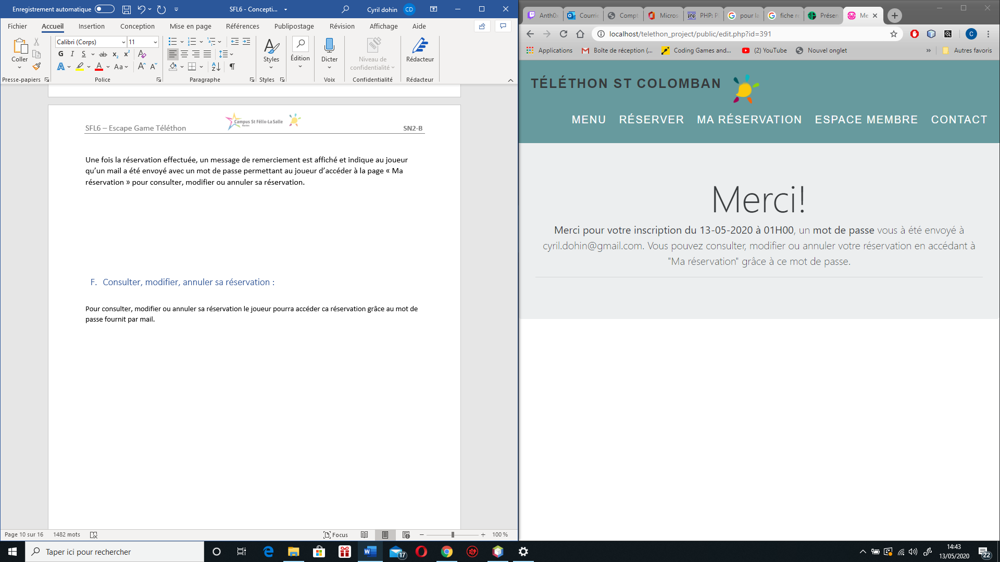 Enregistrement automatique
SFL6 - Concepti...
Cyril dohin
CD
Fichier
Accueil
Insertion
Conception
Mise en page
Références
Publipostage
Révision
Affichage
Aide
Coller
Calibri (Corps)
11
G
I
S
ab
x₂
x²
A
A
Aa
A
A
Styles
Édition
Dicter
Niveau de
confidentialité
Rédacteur
Presse-papiers
Police
Paragraphe
Styles
Voix
Confidentialité
Rédacteur
SFL6 – Escape Game Téléthon
Campus St Félix-La Salle
Nantes
SN2-B
Une fois la réservation effectuée, un message de remerciement est affiché et indique au joueur
qu’un mail a été envoyé avec un mot de passe permettant au joueur d’accéder à la page « Ma
réservation » pour consulter, modifier ou annuler sa réservation.
F. Consulter, modifier, annuler sa réservation :
Pour consulter, modifier ou annuler sa réservation le joueur pourra accéder ca réservation grâce au mot de
passe fournit par mail.
Page 10 sur 16
1482 mots
Focus
100 %
Anth0
Courrie
Compt
Micros
php
PHP: P
pour la
fiche r
Présen
Me
localhost/telethon_project/public/edit.php?id=391
C
Applications
Boîte de réception (...
Coding Games and...
(2) YouTube
Nouvel onglet
Autres favoris
TÉLÉTHON ST COLOMBAN
MENU
RÉSERVER
MA RÉSERVATION
ESPACE MEMBRE
CONTACT
Merci!
Merci pour votre inscription du 13-05-2020 à 01H00, un mot de passe vous à été envoyé à
cyril.dohin@gmail.com. Vous pouvez consulter, modifier ou annuler votre réservation en accédant à
"Ma réservation" grâce à ce mot de passe.
Taper ici pour rechercher
17
14:43
13/05/2020
22